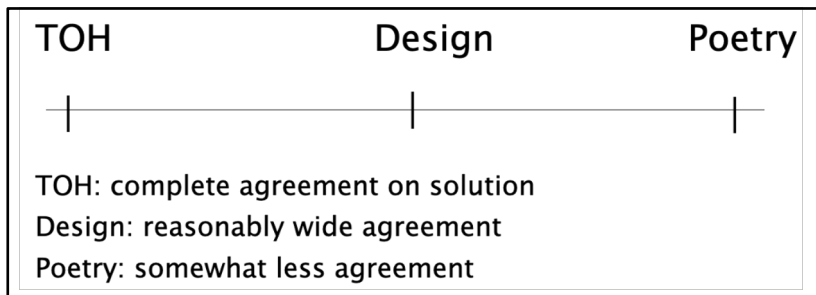 TOH Design Poetry
TOH: complete agreement on solution
Design: reasonably wide agreement
Poetry: somewhat less agreement